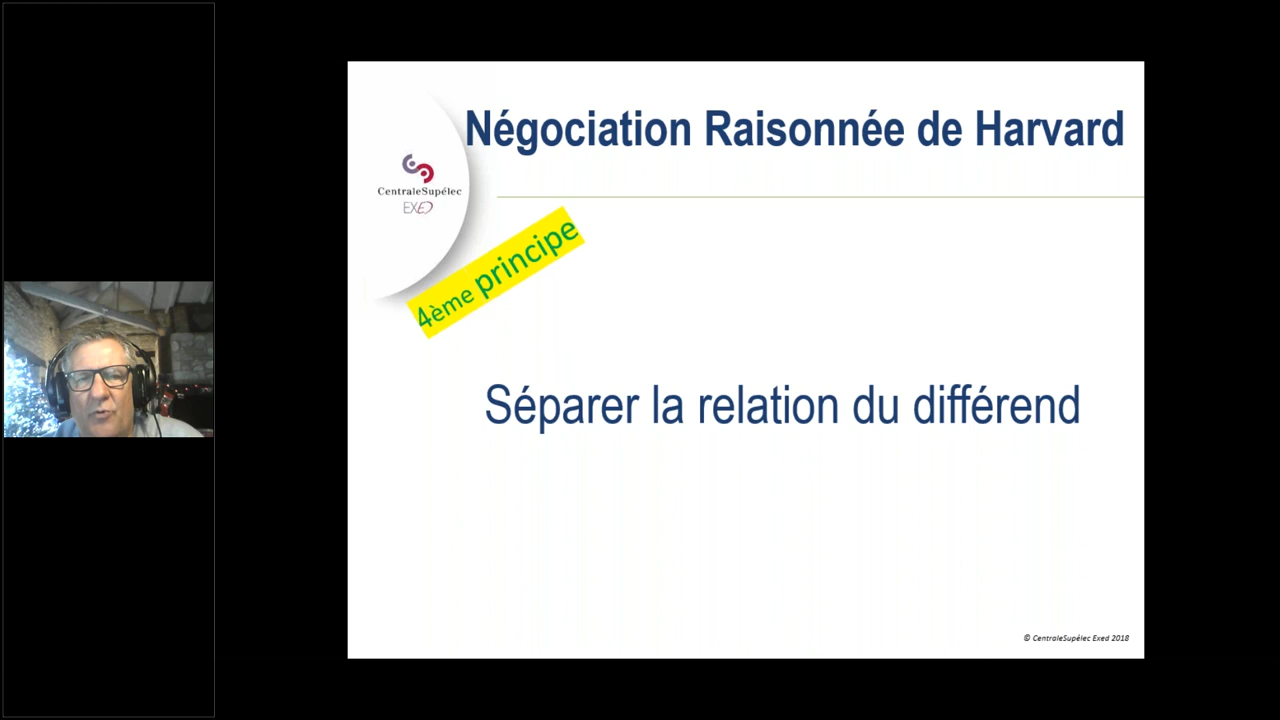 Négociation Raisonnée de Harvard
CentraleSupélec
EXED
4ème principe
Séparer la relation du différend
© CentraleSupélec Exed 2018